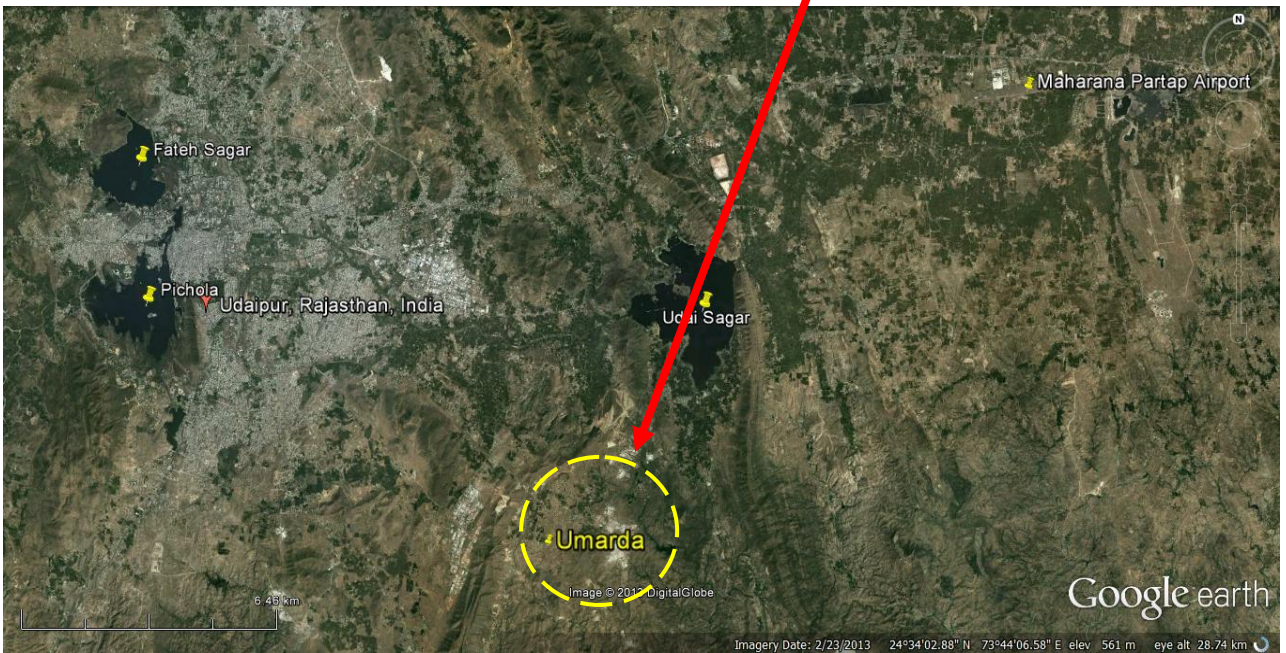 N
Maharana Partap Airport
Fateh Sagar
Pichola
Udaipur, Rajasthan, India
Udai Sagar
Umarda
Image © 2013 DigitalGlobe
6.46 km
Google earth
Imagery Date: 2/23/2013 24°34'02.88" N 73°44'06.58" E elev 561 m eye alt 28.74 km